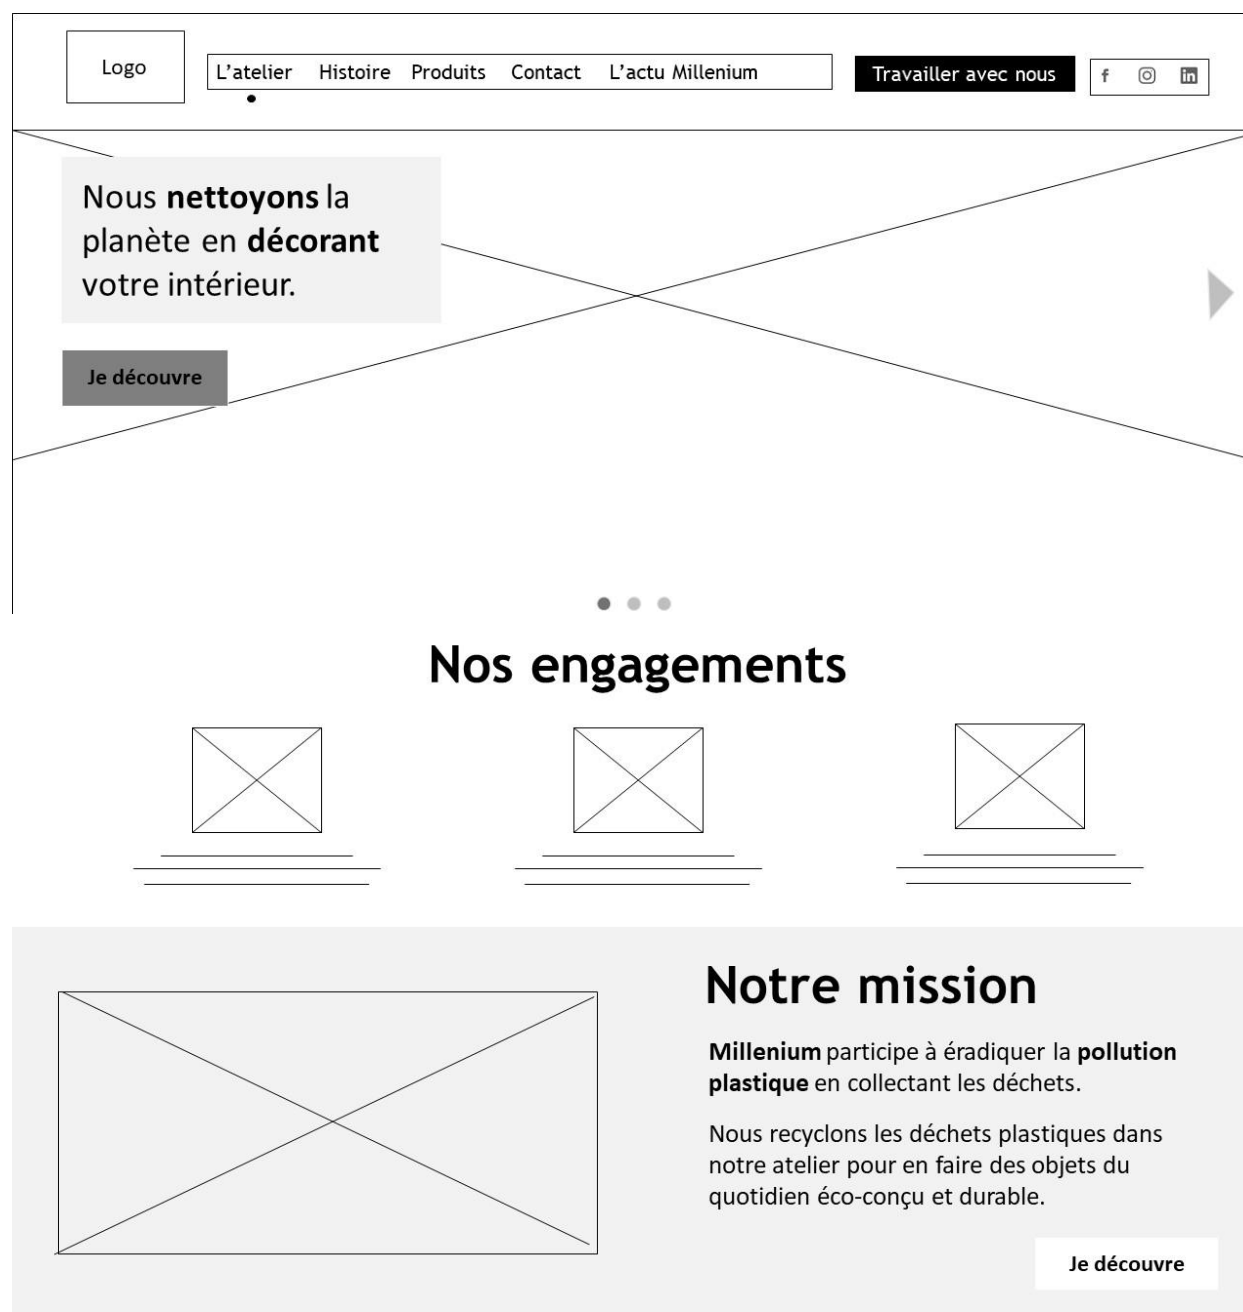 Logo
L’atelier Histoire Produits Contact L’actu Millenium
Travailler avec nous
f in
Nous nettoyons la
planète en décorant
votre intérieur.
Je découvre
Nos engagements
Notre mission
Millenium participe à éradiquer la pollution
plastique en collectant les déchets.
Nous recyclons les déchets plastiques dans
notre atelier pour en faire des objets du
quotidien éco-conçu et durable.
Je découvre